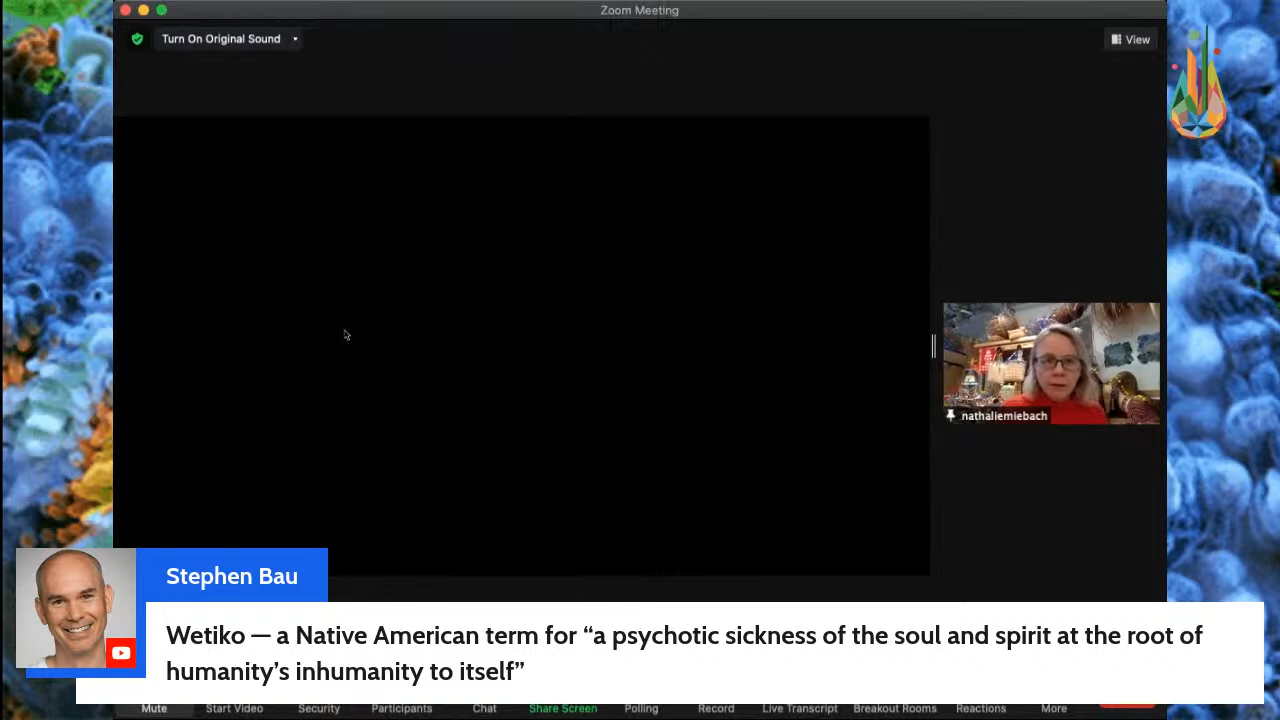 Zoom Meeting
Turn On Original Sound
View
nathaliemiebach
Stephen Bau
Wetiko — a Native American term for “a psychotic sickness of the soul and spirit at the root of
humanity’s inhumanity to itself”
Mute Start Video Security Participants Chat Share Screen Polling Record Live Transcript Breakout Rooms Reactions More